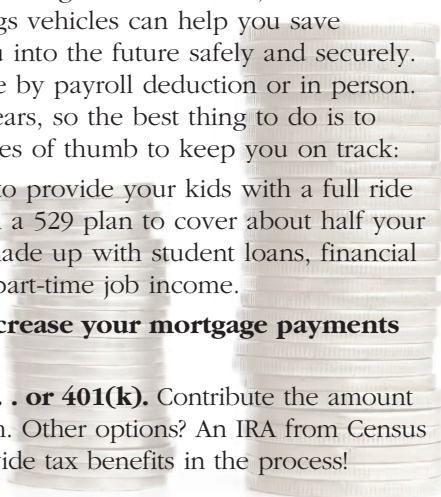 gs vehicles can help you save
into the future safely and securely.
e by payroll deduction or in person.
ears, so the best thing to do is to
es of thumb to keep you on track:
to provide your kids with a full ride
a 529 plan to cover about half your
ade up with student loans, financial
part-time job income.
crease your mortgage payments
. . or 401(k). Contribute the amount
n. Other options? An IRA from Census
vide tax benefits in the process!